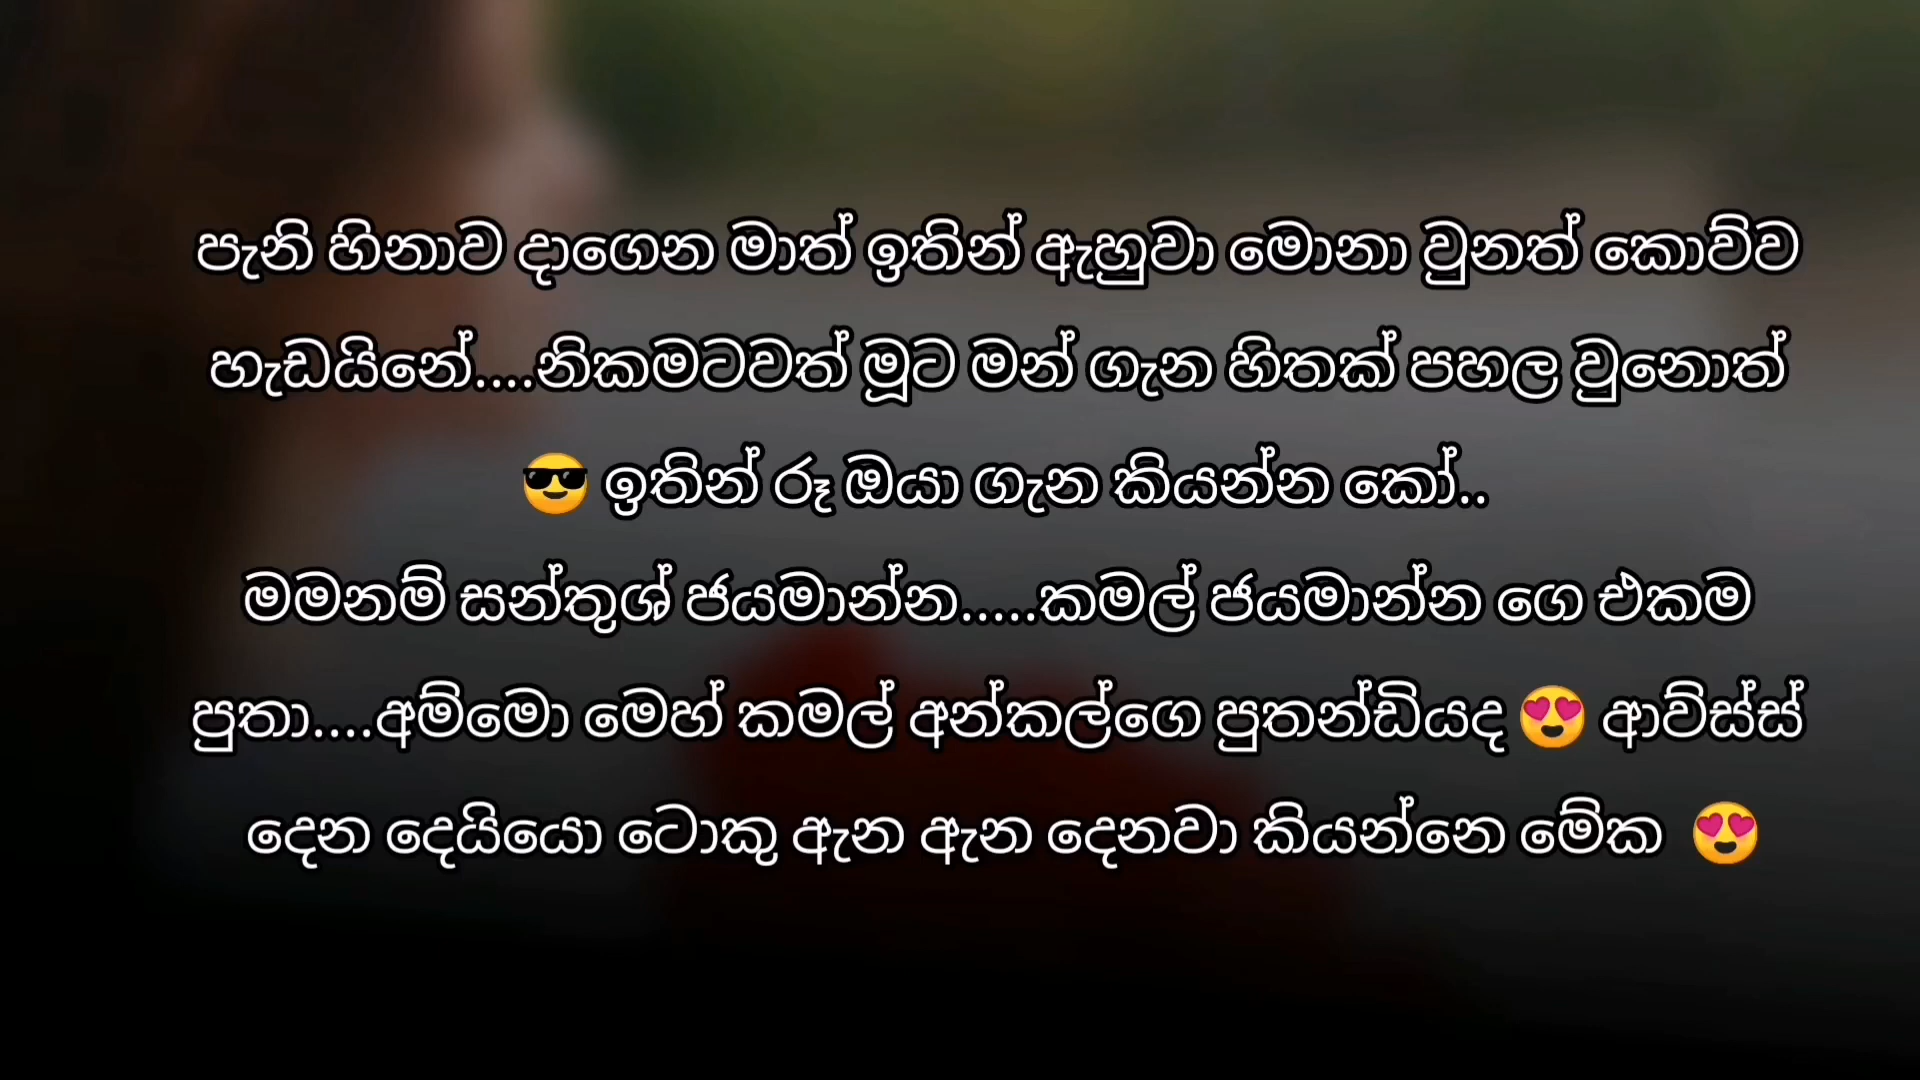 පැනි හිනාව දාගෙන මාත් ඉතින් ඇහුවා මොනා වුනත් කොව්ව
හැඩයිනේ....නිකමටවත් මූට මන් ගැන හිතක් පහල වුනොත්
😎 ඉතින් රූ ඔයා ගැන කියන්න කෝ..
මමනම් සන්තුශ් ජයමාන්න.....කමල් ජයමාන්න ගෙ එකම
පුතා....අම්මො මෙහ් කමල් අන්කල්ගෙ පුතන්ඩියද 😍 ආව්ස්ස්
දෙන දෙයියො ටොකු ඇන ඇන දෙනවා කියන්නෙ මේක 😍